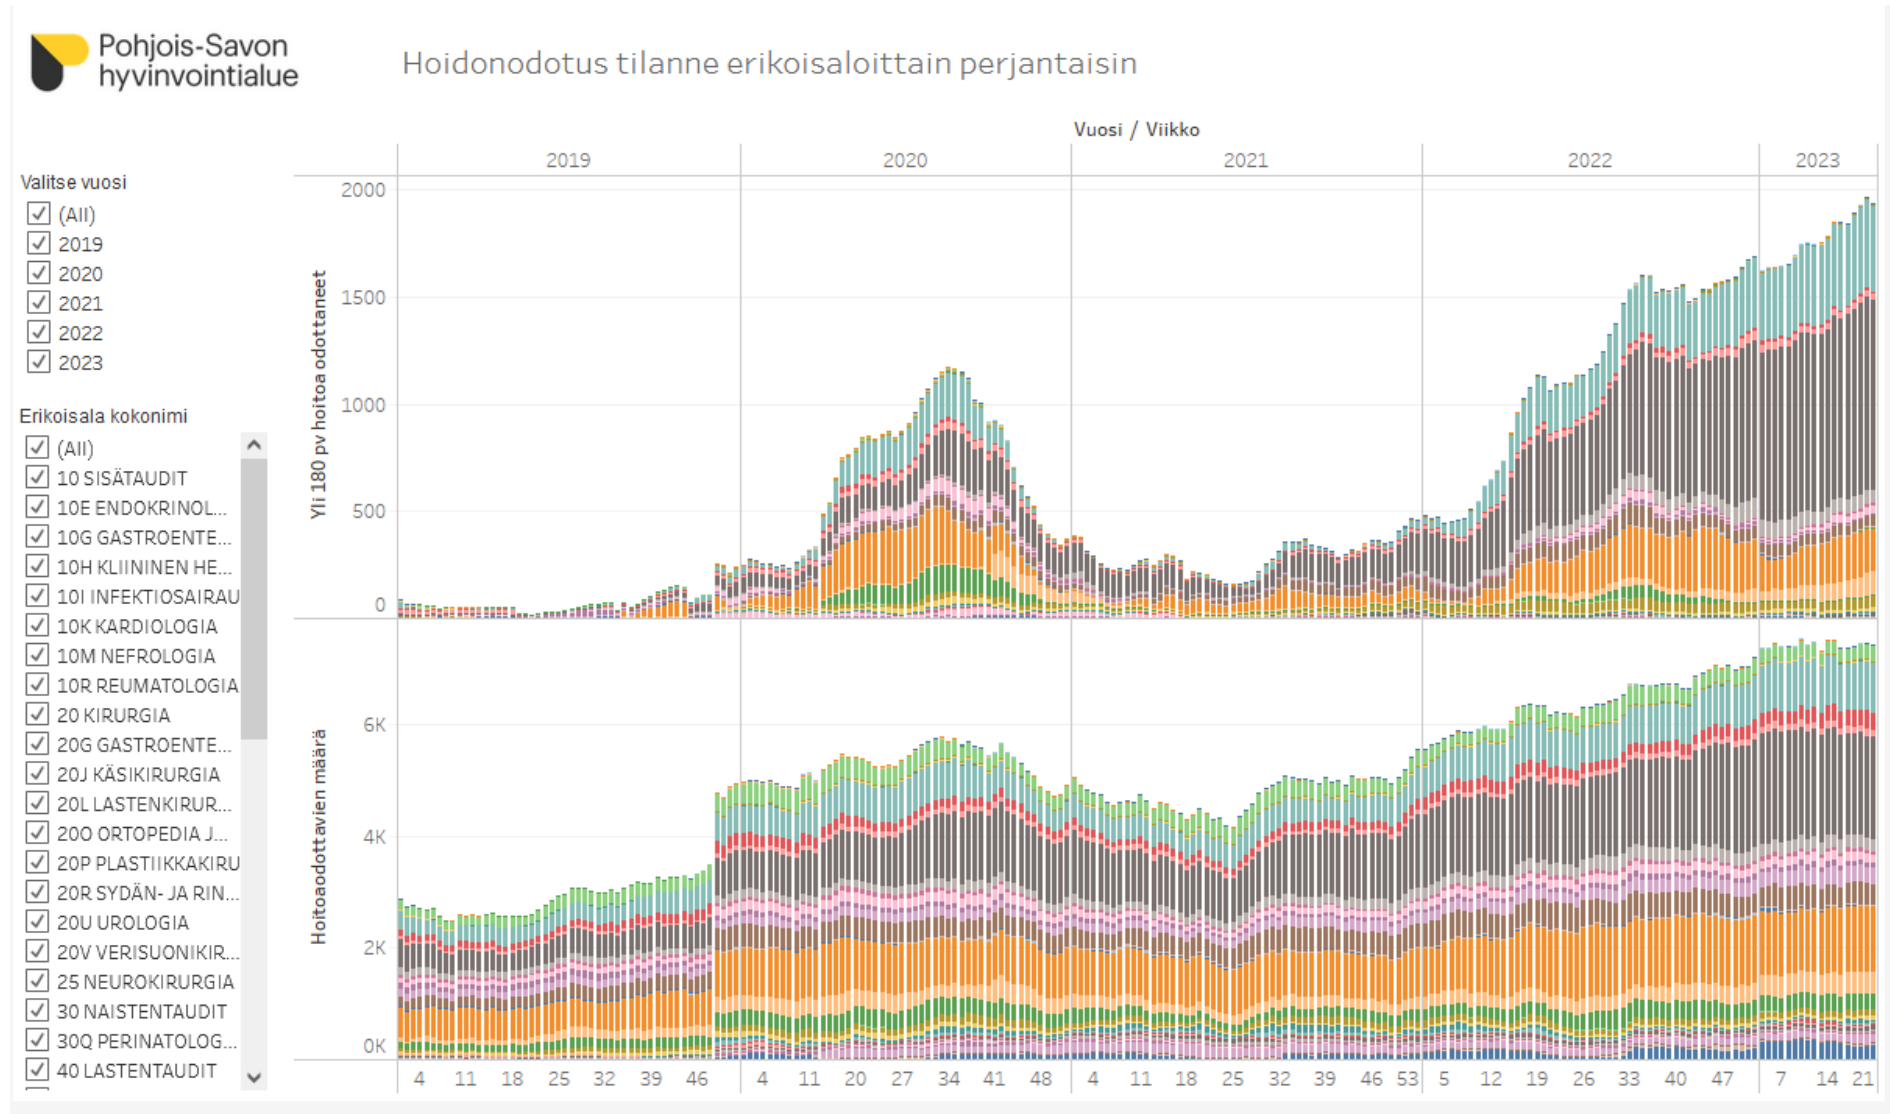 Pohjois-Savon
hyvinvointialue
Hoidonodotus tilanne erikoisaloittain perjantaisin
Valitse vuosi
(All)
2019
2020
2021
2022
2023
Erikoisala kokonimi
(All)
10 SISÄTAUDIT
10E ENDOKRINOL...
10G GASTROENTE...
10H KLIININEN HE...
10I INFEKTIOSAIRAU
10K KARDIOLOGIA
10M NEFROLOGIA
10R REUMATOLOGIA
20 KIRURGIA
20G GASTROENTE...
20J KÄSIKIRURGIA
20L LASTENKIRUR...
20O ORTOPEDIA J...
20P PLASTIIKKAKIRU
20R SYDÄN- JA RIN...
20U UROLOGIA
20V VERISUONIKIR...
25 NEUROKIRURGIA
30 NAISTENTAUDIT
30Q PERINATOLOG...
40 LASTENTAUDIT
Vuosi / Viikko
2019 2020 2021 2022 2023
Yli 180 pv hoitoa odottaneet
2000
1500
1000
500
0
Hoitoaodottavien määrä
6K
4K
2K
0K
4 11 18 25 32 39 46 4 11 20 27 34 41 48 4 11 18 25 32 39 46 53 5 12 19 26 33 40 47 7 14 21